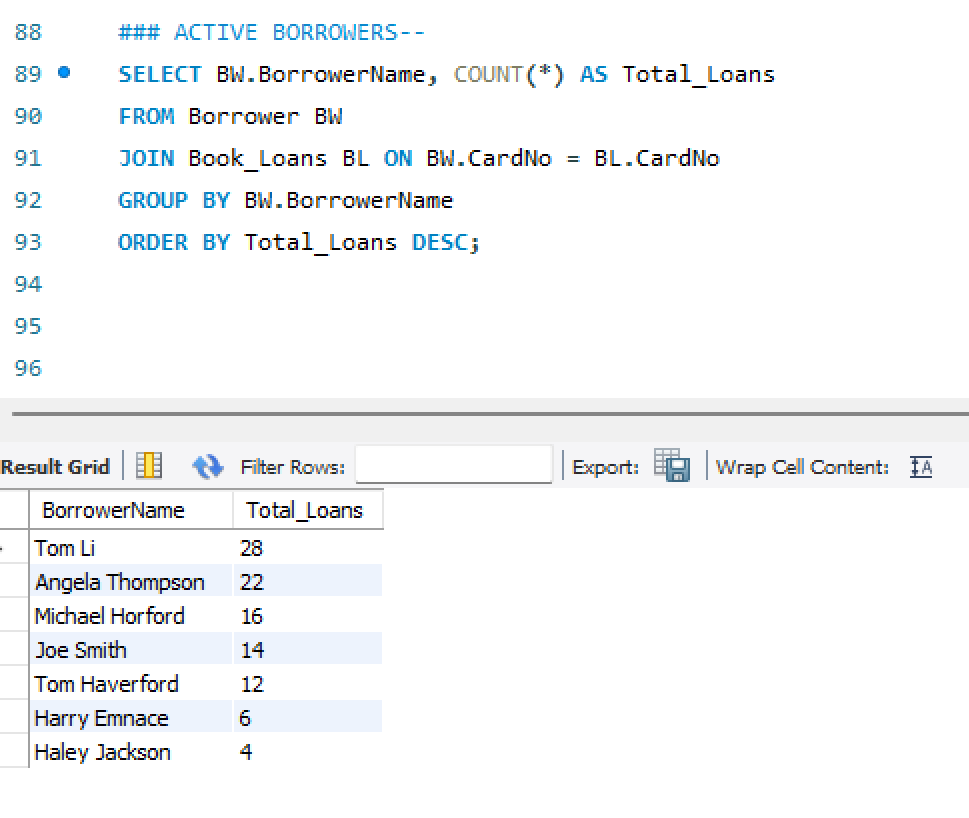 88 ### ACTIVE BORROWERS--
89 SELECT BW.BorrowerName, COUNT(*) AS Total_Loans
90 FROM Borrower BW
91 JOIN Book_Loans BL ON BW.CardNo = BL.CardNo
92 GROUP BY BW.BorrowerName
93 ORDER BY Total_Loans DESC;
94
95
96
Result Grid Filter Rows: Export: Wrap Cell Content: IA
BorrowerName Total_Loans
Tom Li 28
Angela Thompson 22
Michael Horford 16
Joe Smith 14
Tom Haverford 12
Harry Emnace 6
Haley Jackson 4